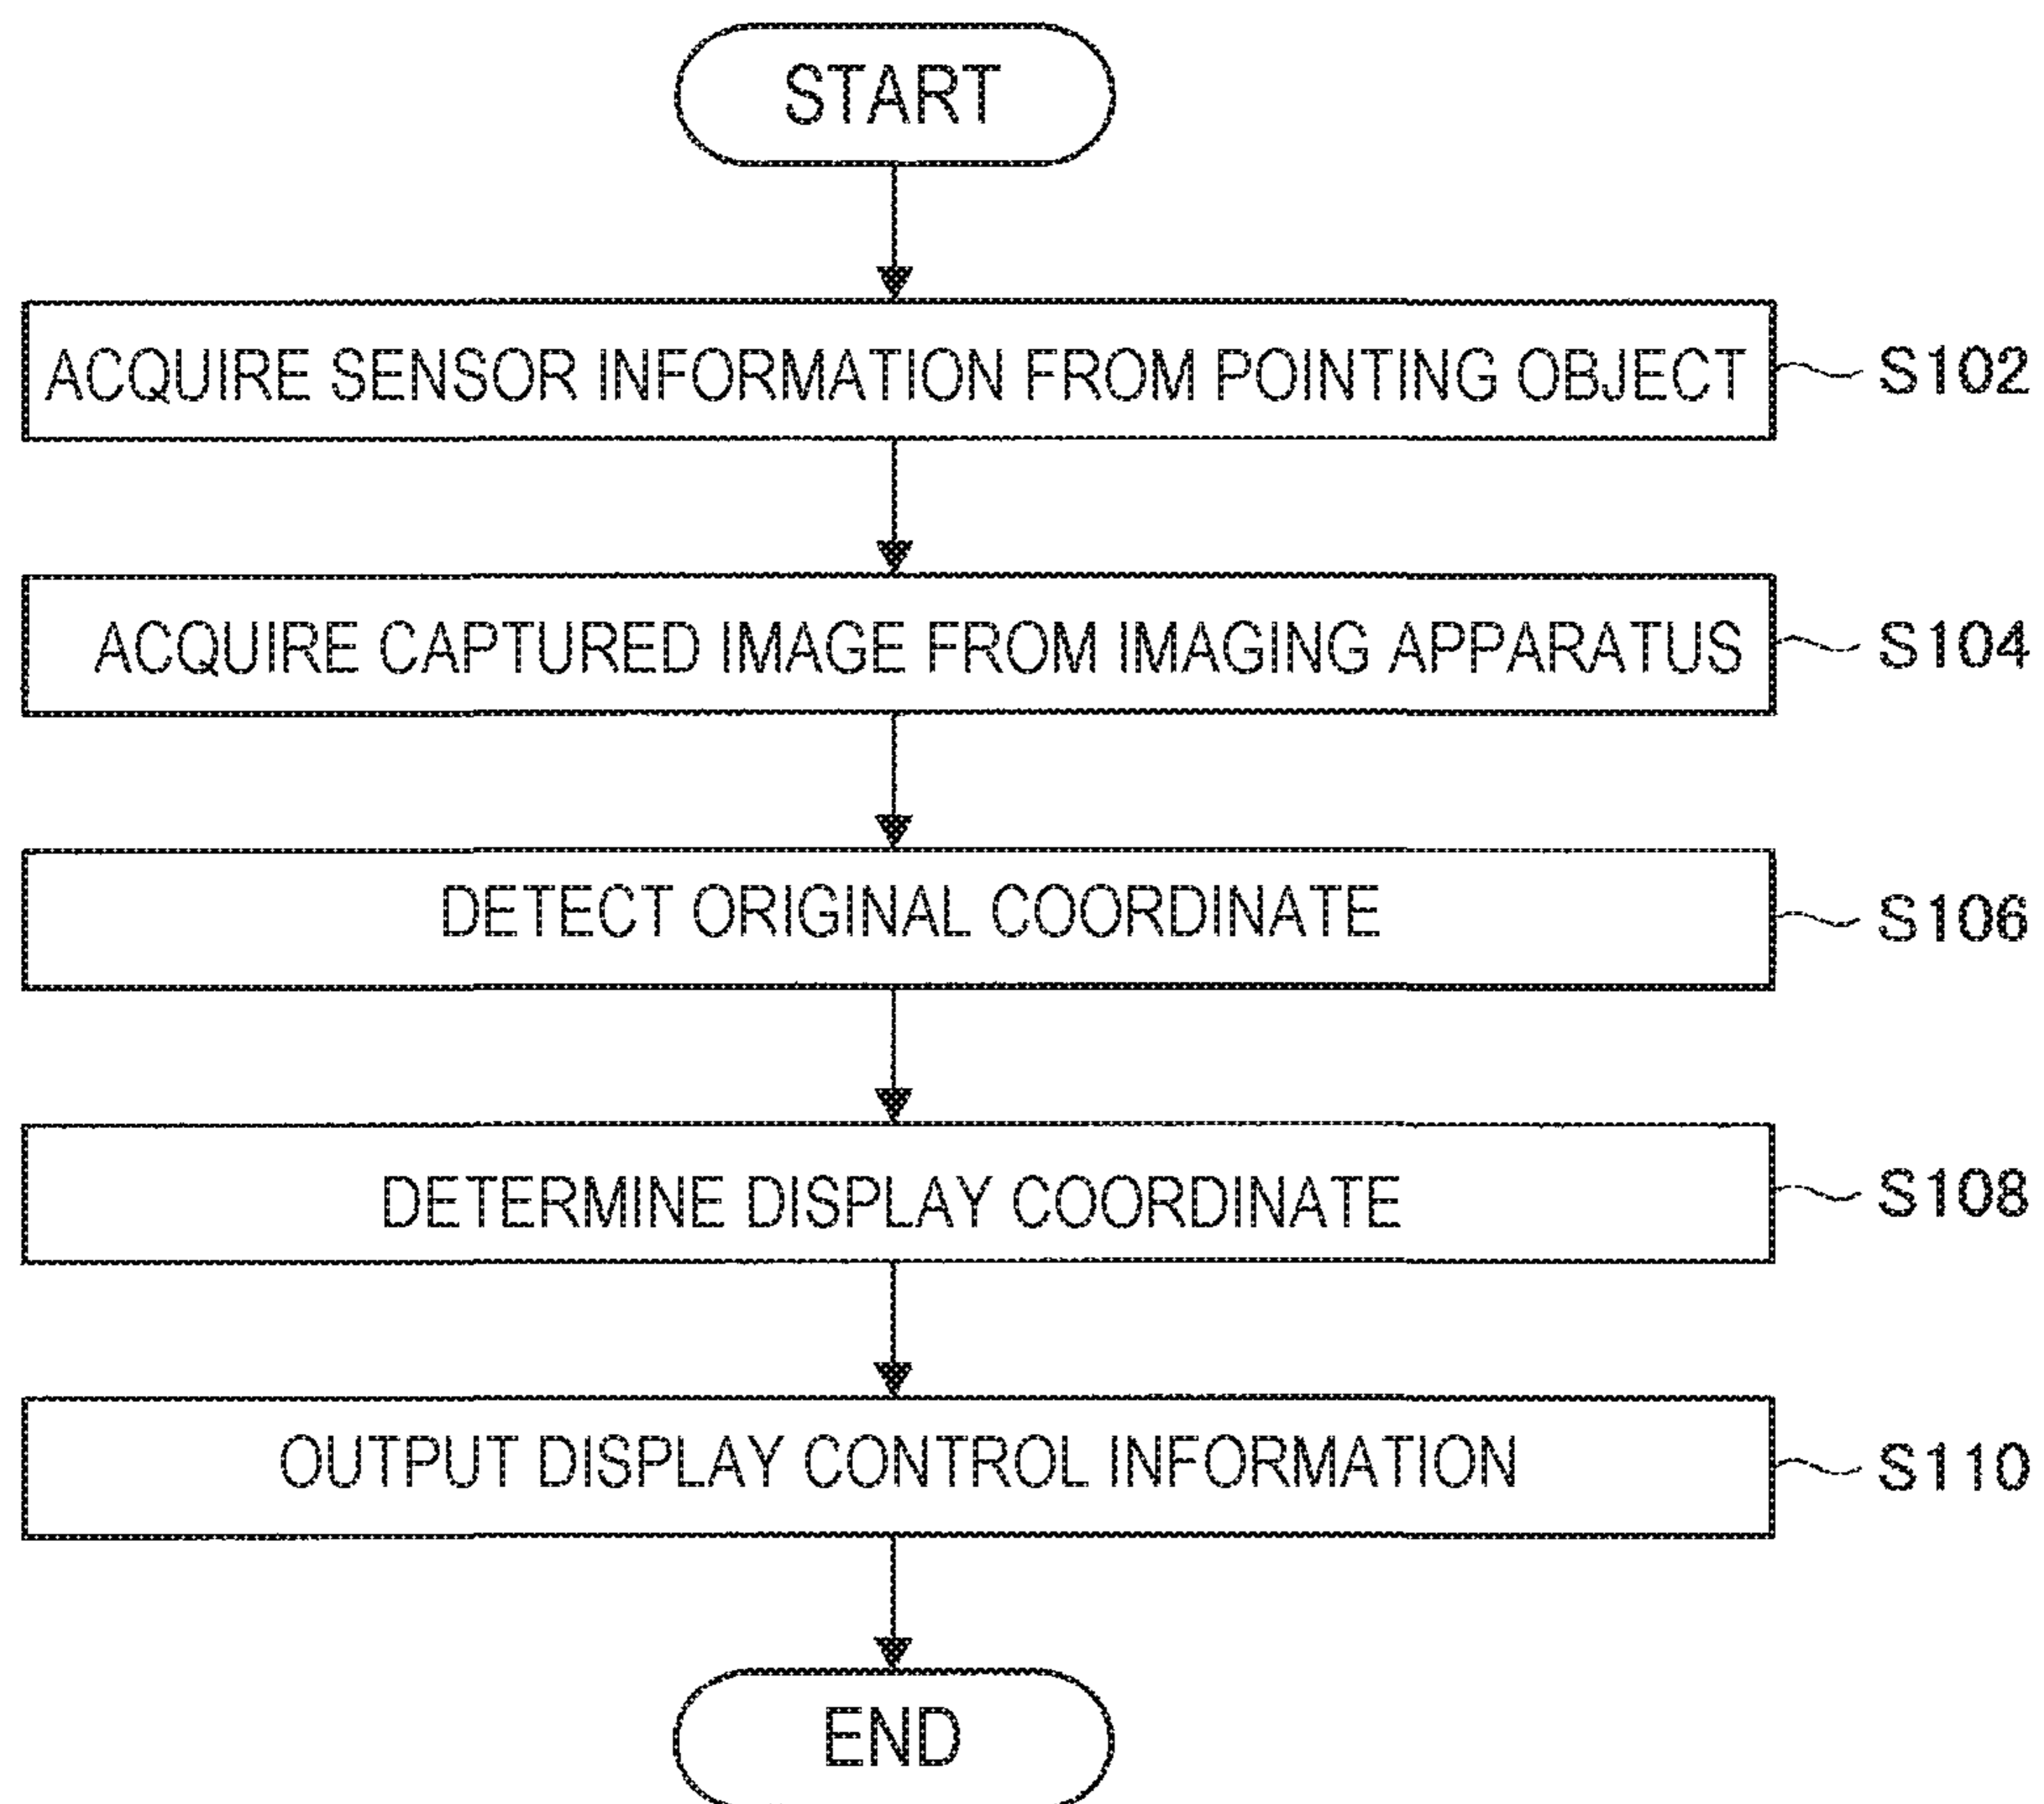 START
ACQUIRE SENSOR INFORMATION FROM POINTING OBJECT
S102
ACQUIRE CAPTURED IMAGE FROM IMAGING APPARATUS
S104
DETECT ORIGINAL COORDINATE
S106
DETERMINE DISPLAY COORDINATE
S108
OUTPUT DISPLAY CONTROL INFORMATION
S110
END